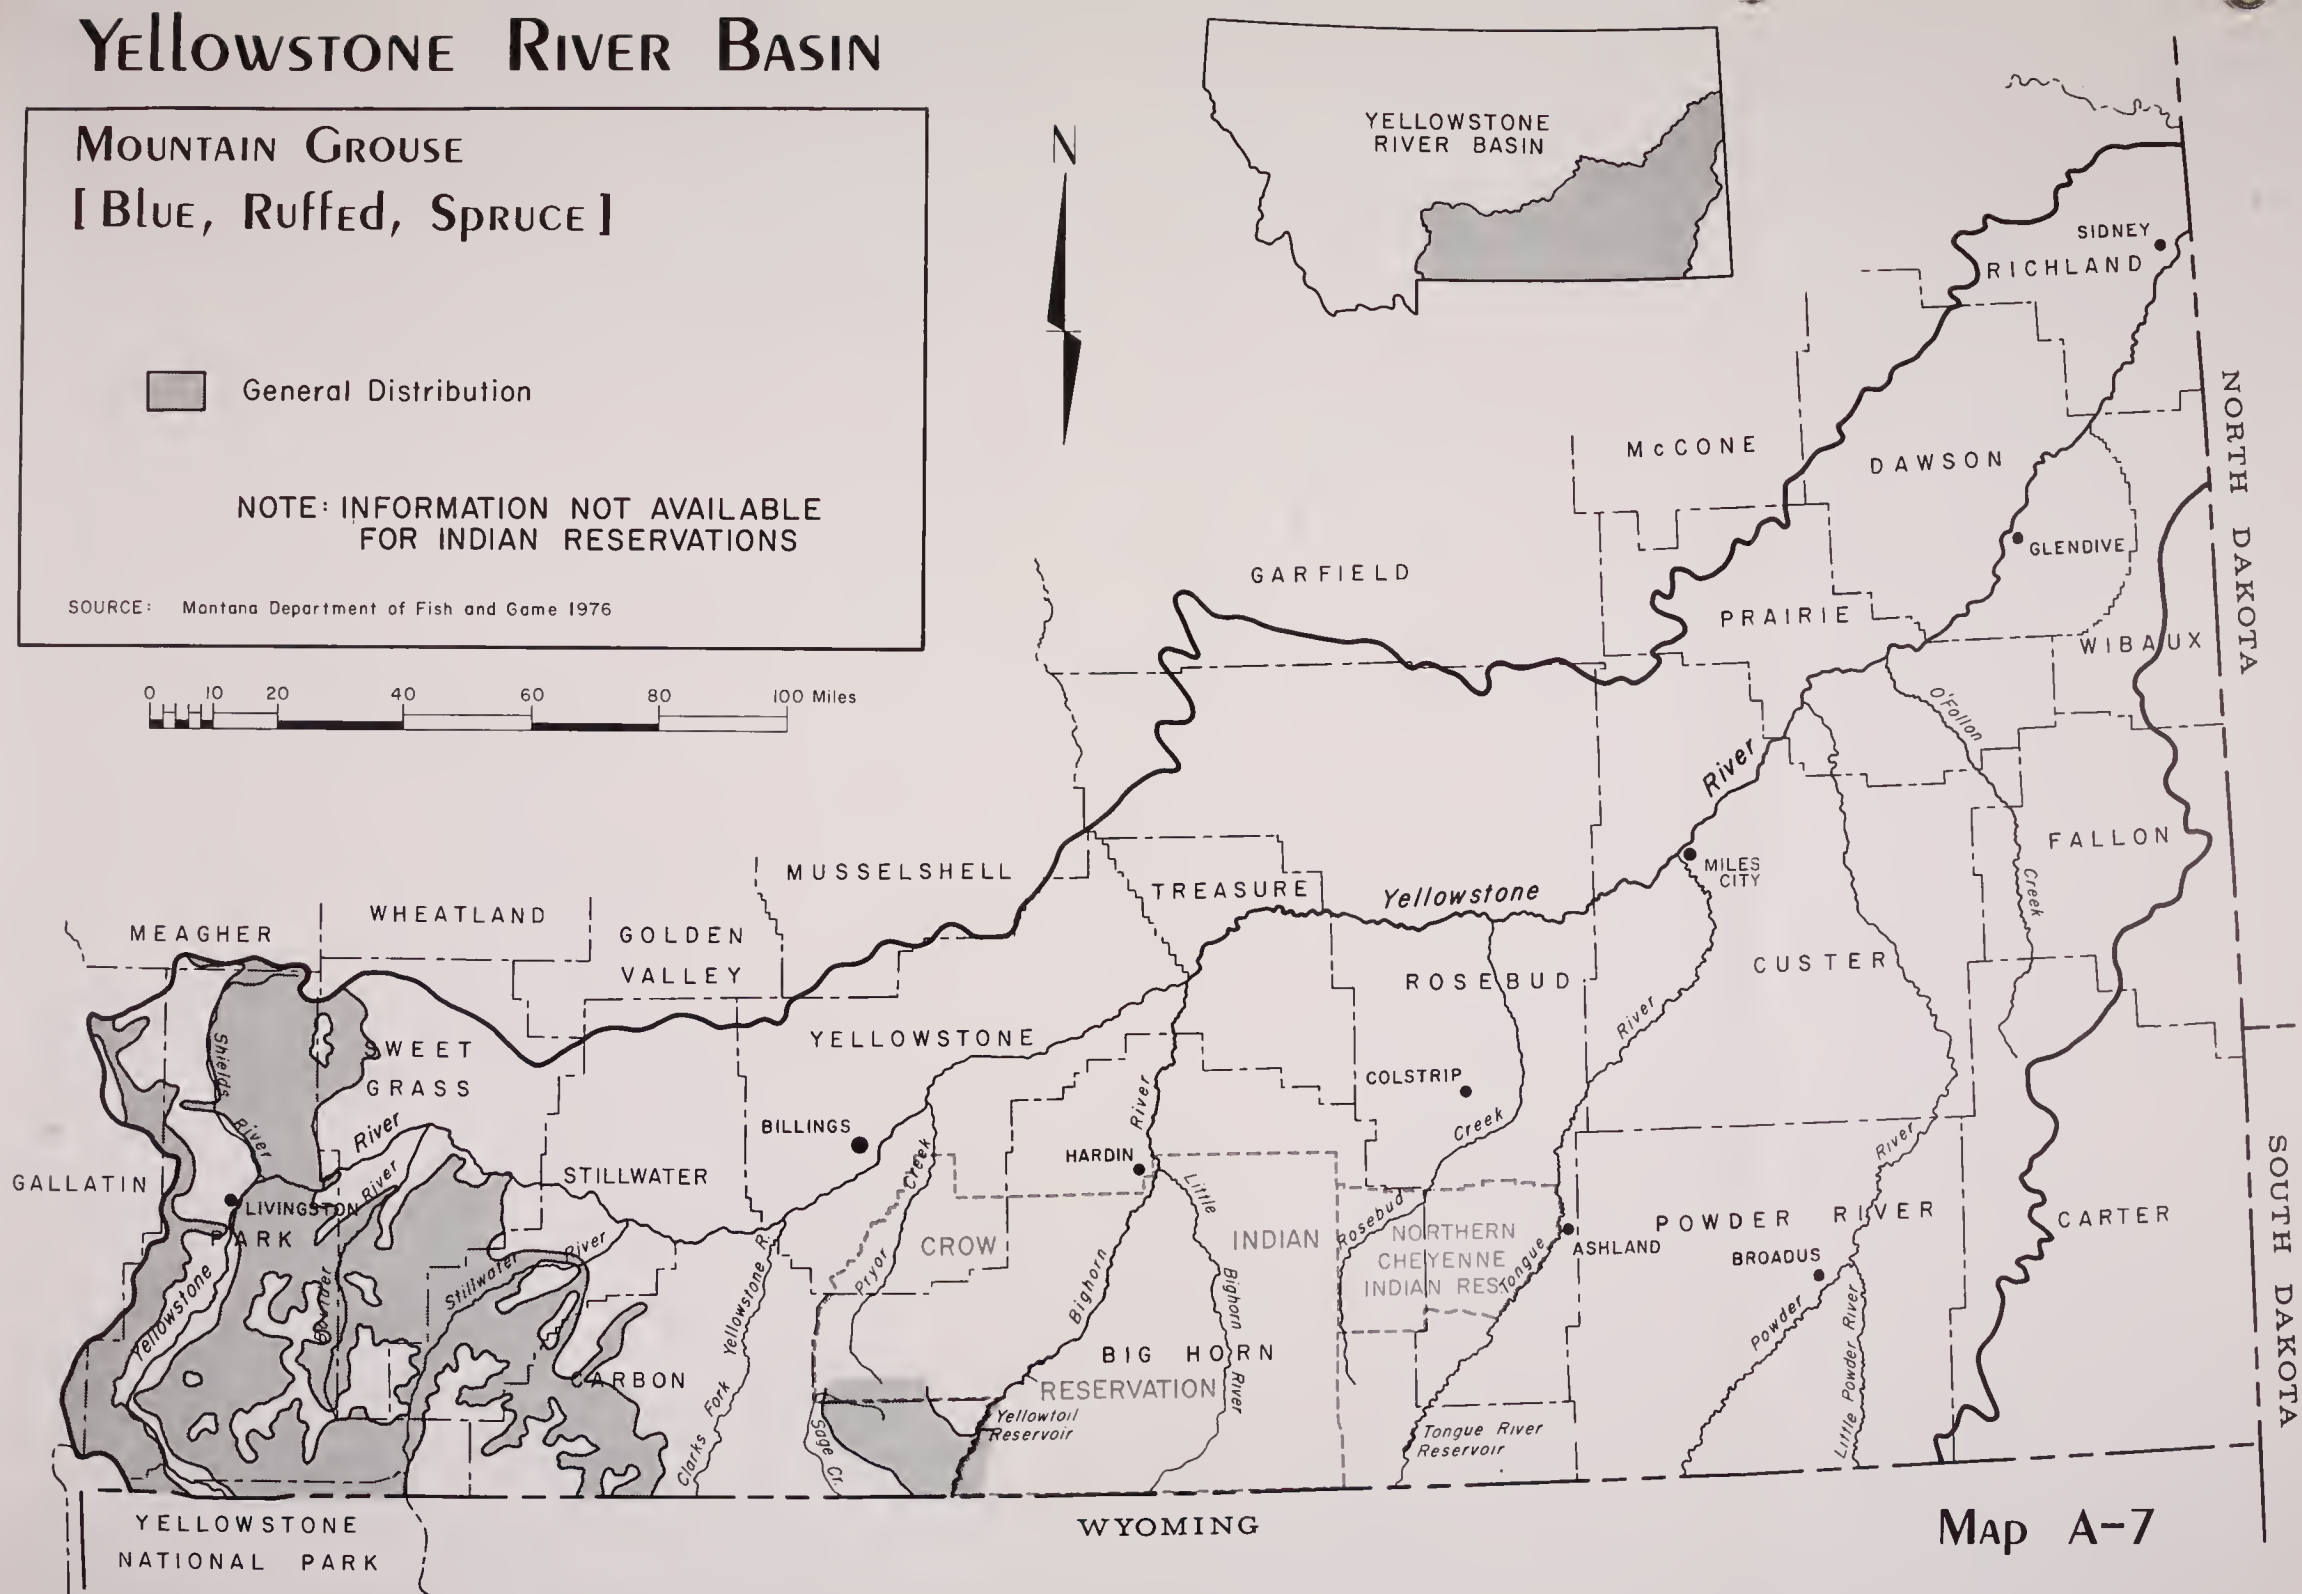 Yellowstone River Basin
Mountain Grouse
[ Blue, Ruffed, Spruce ]
General Distribution
NOTE: INFORMATION NOT AVAILABLE
FOR INDIAN RESERVATIONS
SOURCE: Montana Department of Fish and Game 1976
0 10 20 40 60 80 100 Miles
N
YELLOWSTONE
RIVER BASIN
SIDNEY
RICHLAND
NORTH DAKOTA
McCONE
DAWSON
GLENDIVE
GARFIELD
PRAIRIE
WIBAUX
O'Fallon
Creek
River
FALLON
MUSSELSHELL
TREASURE
Yellowstone
MILES
CITY
MEAGHER
WHEATLAND
GOLDEN
VALLEY
ROSEBUD
CUSTER
River
SWEET
GRASS
Shields
River
YELLOWSTONE
COLSTRIP
Creek
River
BILLINGS
River
HARDIN
River
GALLATIN
STILLWATER
LIVINGSTON
River
PARK
Creek
Little
Rosebud
POWDER RIVER
CARTER
SOUTH DAKOTA
CROW
INDIAN
NORTHERN
CHEYENNE
INDIAN RES.
ASHLAND
BROADUS
Stillwater
River
Pryor
Bighorn
Bighorn
River
Tongue
Yellowstone
Boulder
Yellowstone R.
Powder
Little Powder River
BIG HORN
RESERVATION
CARBON
Clarks Fork
Sage Cr.
Yellowtail
Reservoir
Tongue River
Reservoir
YELLOWSTONE
NATIONAL PARK
WYOMING
Map A-7